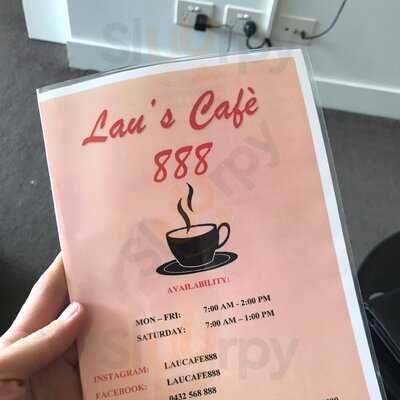 Lau's Cafè
888
AVAILABILITY:
MON – FRI: 7:00 AM - 2:00 PM
SATURDAY: 7:00 AM – 1:00 PM
INSTAGRAM: LAUCAFE888
FACEBOOK: LAUCAFE888
0432 568 888